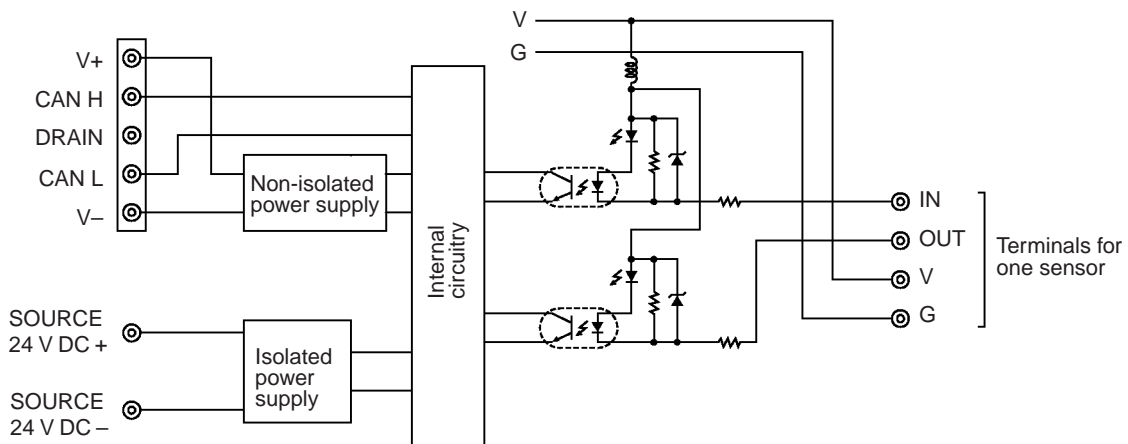 V
G
V+
CAN H
DRAIN
CAN L
V–
Non-isolated
power supply
Internal
circuitry
IN
OUT
V
G
Terminals for
one sensor
SOURCE
24 V DC +
SOURCE
24 V DC –
Isolated
power
supply